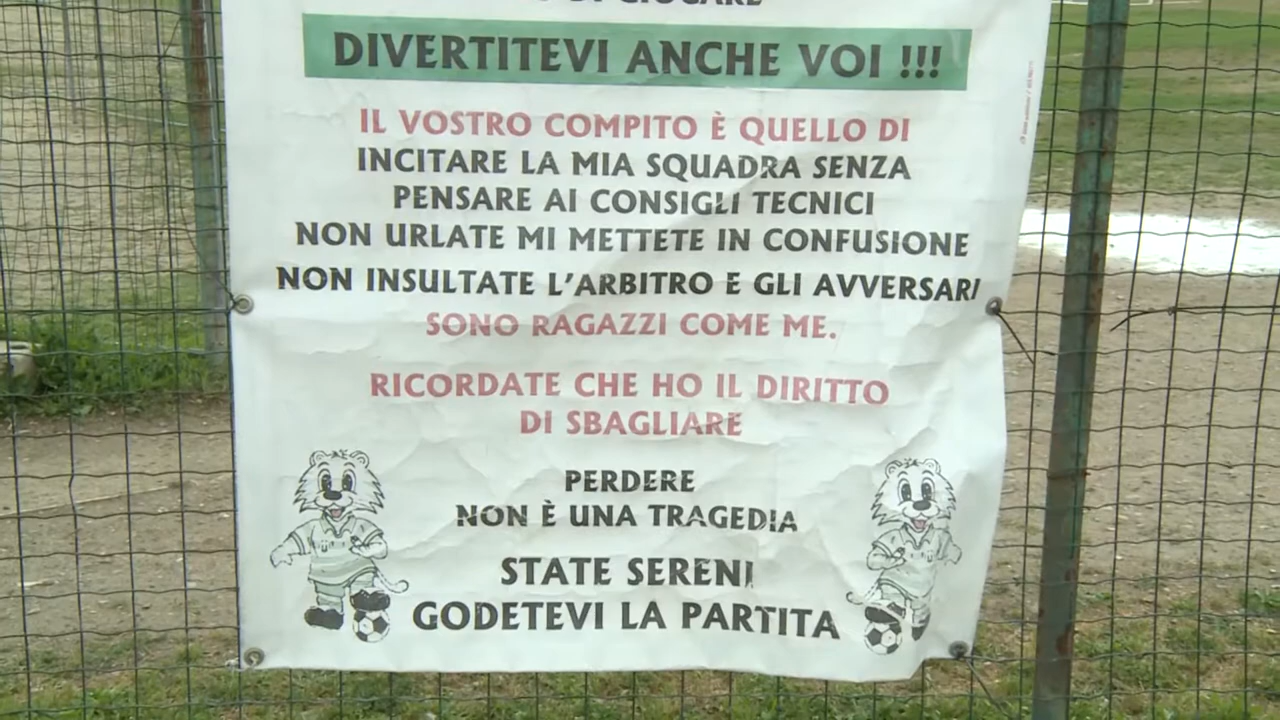 DIVERTITEVI ANCHE VOI !!!
IL VOSTRO COMPITO È QUELLO DI
INCITARE LA MIA SQUADRA SENZA
PENSARE AI CONSIGLI TECNICI
NON URLATE MI METTETE IN CONFUSIONE
NON INSULTATE L'ARBITRO E GLI AVVERSARI
SONO RAGAZZI COME ME.
RICORDATE CHE HO IL DIRITTO
DI SBAGLIARE
PERDERE
NON È UNA TRAGEDIA
STATE SERENI
GODETEVI LA PARTITA